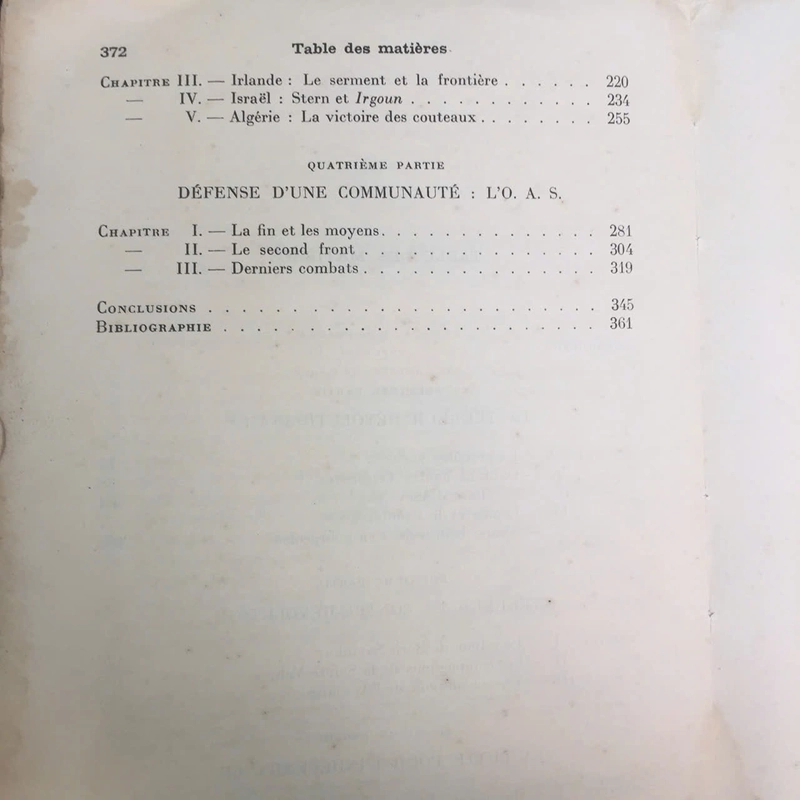 372 Table des matières
CHAPITRE III. — Irlande : Le serment et la frontière . . . . . . 220
— IV. — Israël : Stern et Irgoun . . . . . . . . . . . . 234
— V. — Algérie : La victoire des couteaux . . . . . . . . 255
QUATRIÈME PARTIE
DÉFENSE D'UNE COMMUNAUTÉ : L'O. A. S.
CHAPITRE I. — La fin et les moyens. . . . . . . . . . . . . . 281
— II. — Le second front . . . . . . . . . . . . . . . 304
— III. — Derniers combats . . . . . . . . . . . . . . . 319
CONCLUSIONS . . . . . . . . . . . . . . . . . . . . . . . . 345
BIBLIOGRAPHIE . . . . . . . . . . . . . . . . . . . . . . . 361